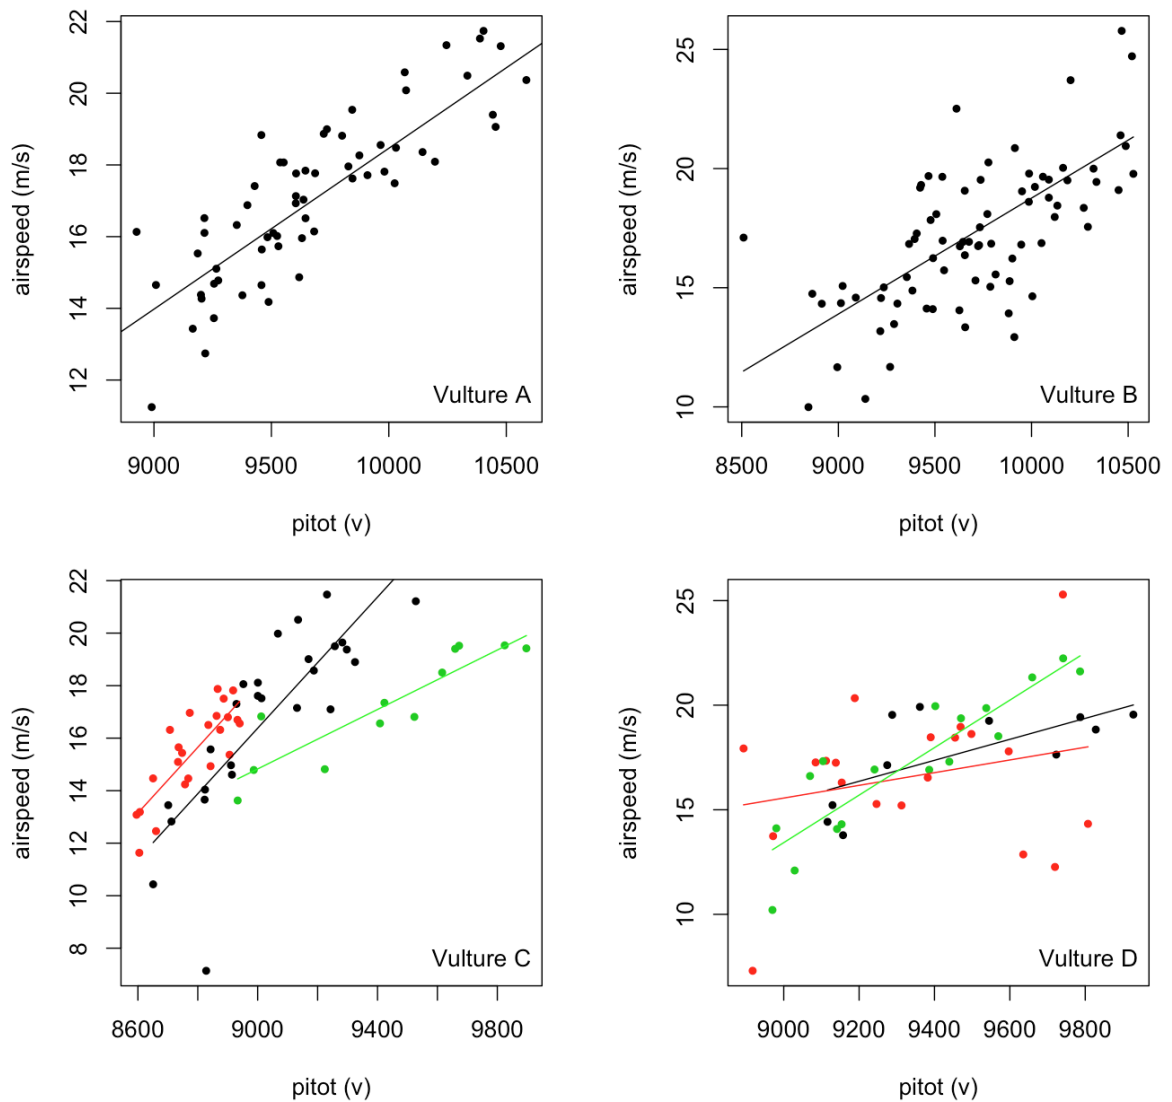 22
20
18
16
14
12
airspeed (m/s)
Vulture A
9000 9500 10000 10500
pitot (v)
25
20
15
10
airspeed (m/s)
Vulture B
8500 9000 9500 10000 10500
pitot (v)
22
20
18
16
14
12
10
8
airspeed (m/s)
Vulture C
8600 9000 9400 9800
pitot (v)
25
20
15
10
airspeed (m/s)
Vulture D
9000 9200 9400 9600 9800
pitot (v)